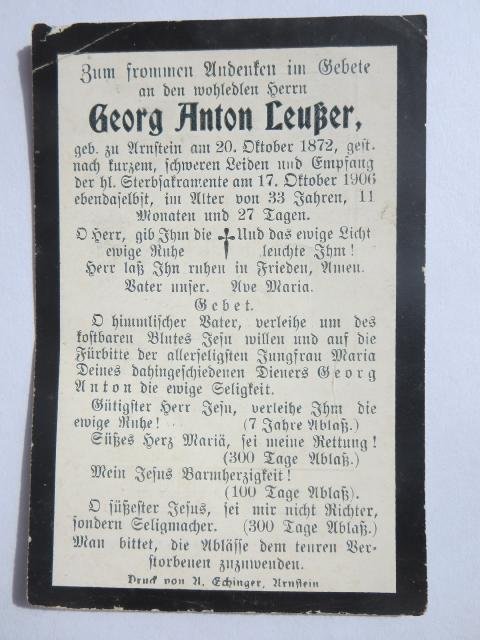 Zum frommen Andenken im Gebete
an den wohledlen Herrn
Georg Anton Leußer,
geb. zu Arnstein am 20. Oktober 1872, gest.
nach kurzem, schweren Leiden und Empfang
der hl. Sterbsakramente am 17. Oktober 1906
ebendaselbst, im Alter von 33 Jahren, 11
Monaten und 27 Tagen.
O Herr, gib Ihm die † Und das ewige Licht
ewige Ruhe leuchte Ihm!
Herr laß Ihn ruhen in Frieden, Amen.
Vater unser. Ave Maria.
Gebet.
O himmlischer Vater, verleihe um des
kostbaren Blutes Jesu willen und auf die
Fürbitte der allerseligsten Jungfrau Maria
Deines dahingeschiedenen Dieners Georg
Anton die ewige Seligkeit.
Gütigster Herr Jesu, verleihe Ihm die
ewige Ruhe! (7 Jahre Ablaß.)
Süßes Herz Mariä, sei meine Rettung!
(300 Tage Ablaß.)
Mein Jesus Barmherzigkeit!
(100 Tage Ablaß).
O süßester Jesus, sei mir nicht Richter,
sondern Seligmacher. (300 Tage Ablaß.)
Man bittet, die Ablässe dem teuren Ver-
storbenen zuzuwenden.
Druck von A. Echinger, Arnstein